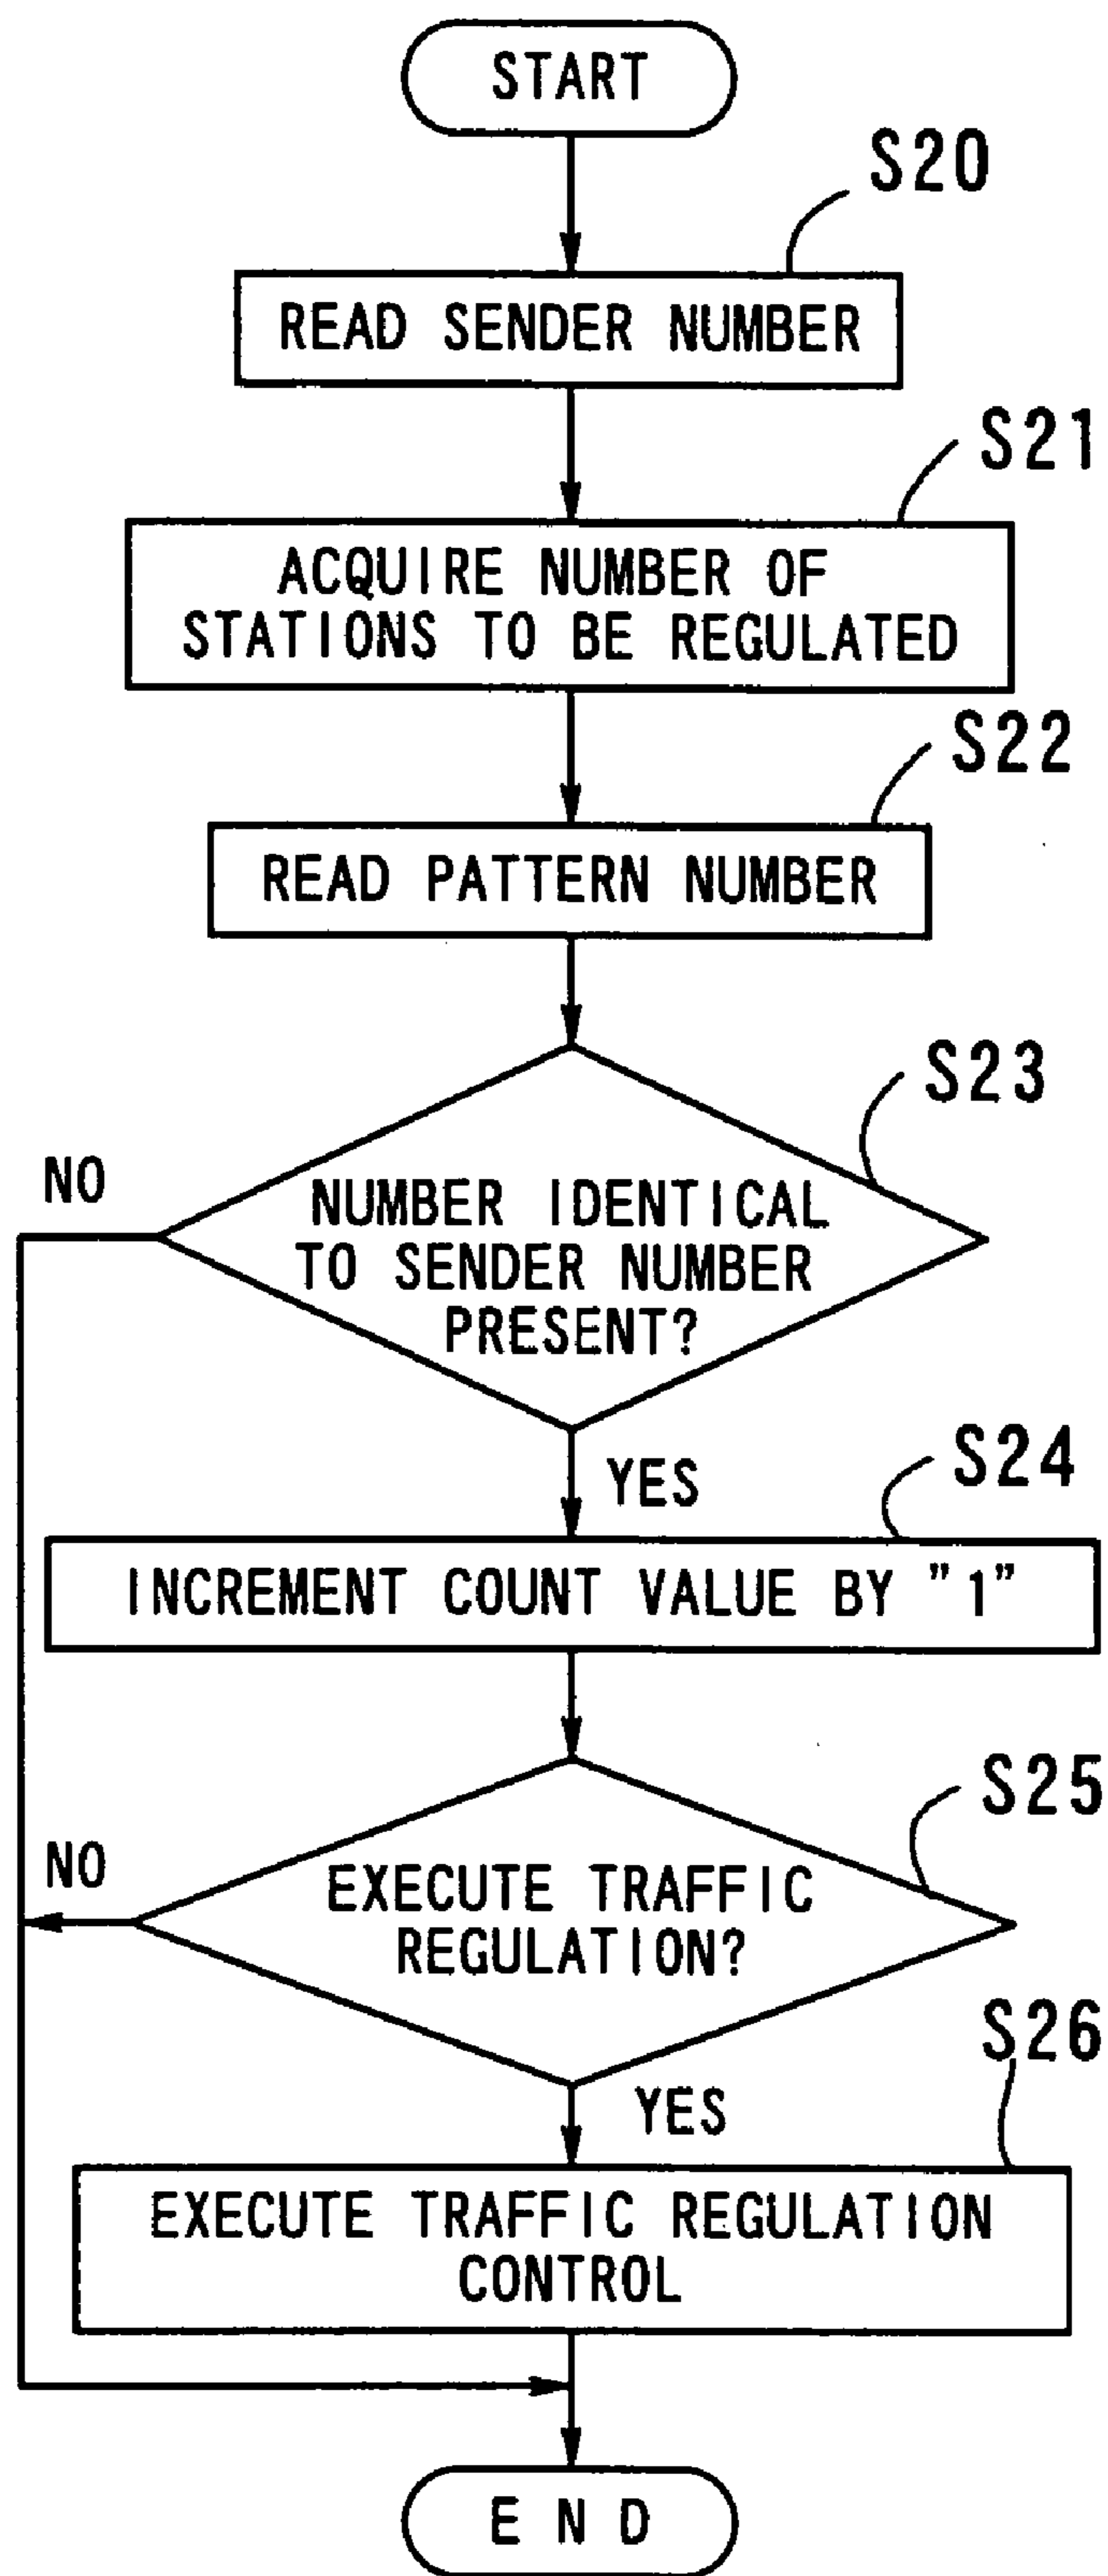 START
S20
READ SENDER NUMBER
S21
ACQUIRE NUMBER OF
STATIONS TO BE REGULATED
S22
READ PATTERN NUMBER
S23
NO
NUMBER IDENTICAL
TO SENDER NUMBER
PRESENT?
YES
S24
INCREMENT COUNT VALUE BY "1"
S25
NO
EXECUTE TRAFFIC
REGULATION?
YES
S26
EXECUTE TRAFFIC REGULATION
CONTROL
END